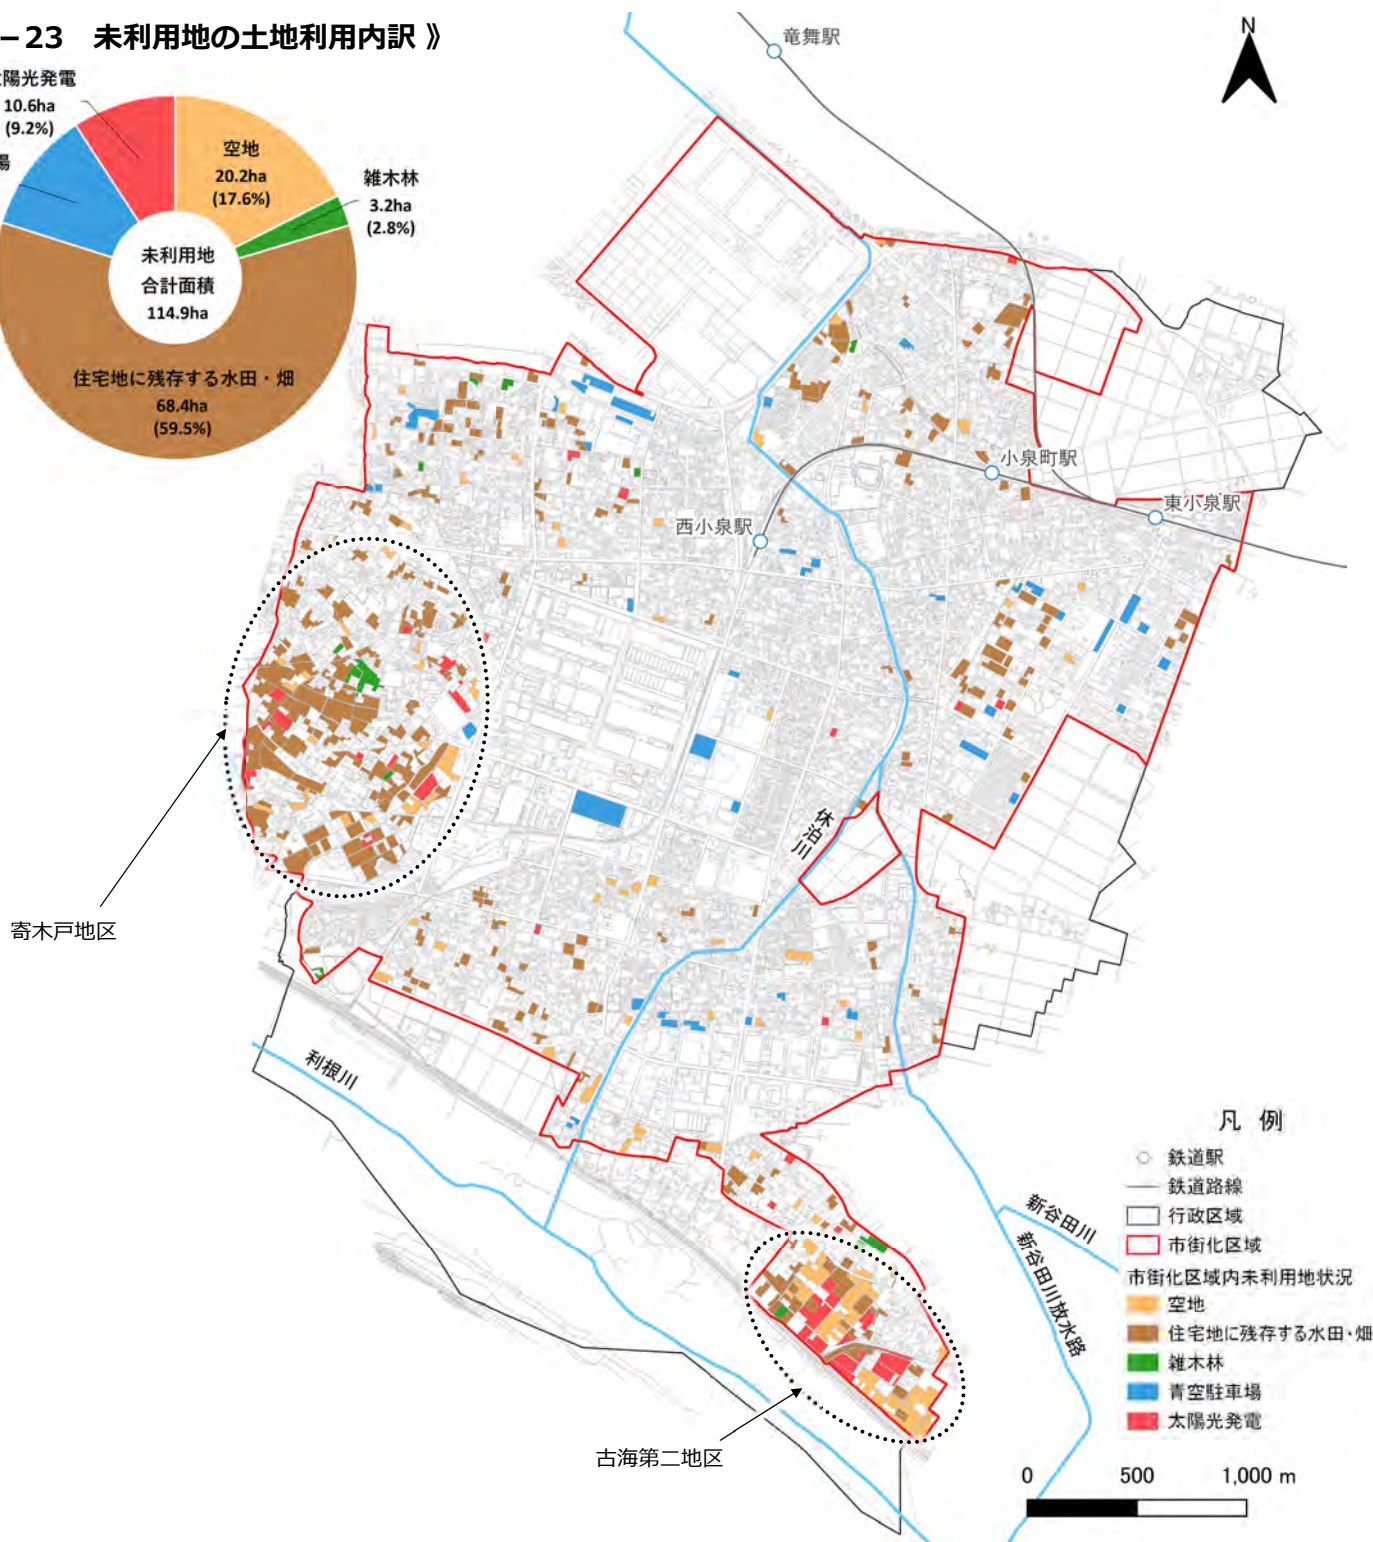 －23　未利用地の土地利用内訳 》
陽光発電
10.6ha
(9.2%)
場
空地
20.2ha
(17.6%)
雑木林
3.2ha
(2.8%)
未利用地
合計面積
114.9ha
住宅地に残存する水田・畑
68.4ha
(59.5%)
竜舞駅
N
小泉町駅
東小泉駅
西小泉駅
休泊川
寄木戸地区
利根川
新谷田川
新谷田川放水路
古海第二地区
凡 例
鉄道駅
鉄道路線
行政区域
市街化区域
市街化区域内未利用地状況
空地
住宅地に残存する水田・畑
雑木林
青空駐車場
太陽光発電
0 500 1,000 m